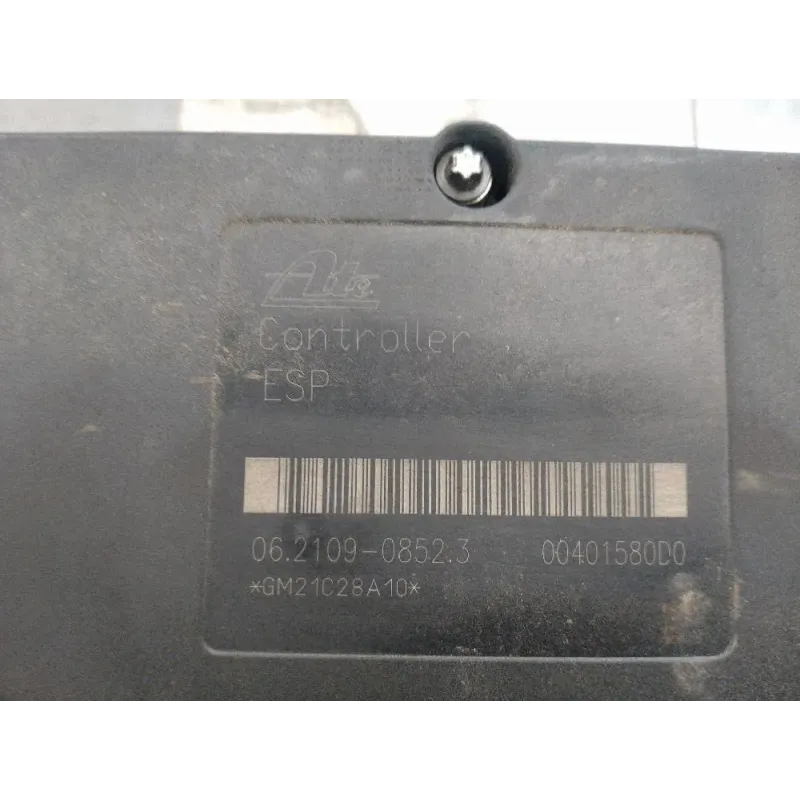 Ate
Controller
ESP
06.2109-0852.3 00401580D0
*GM21C28A10*